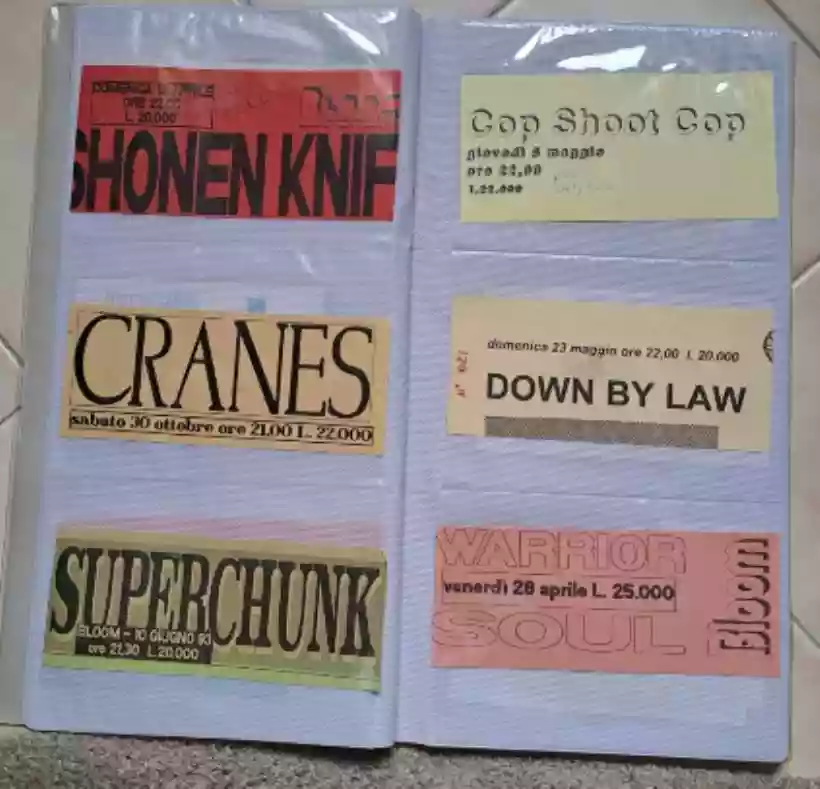 ORE 22,00
L. 20.000
SHONEN KNIF
CRANES
sabato 30 ottobre ore 21,00 L. 22.000
SUPERCHUNK
BLOOM - 10 GIUGNO 93
ore 21,30 L. 20.000
Cop Shoot Cop
giovedì 5 maggio
ore 22,00
L.22.000
domenica 23 maggio ore 22,00 L. 20.000
DOWN BY LAW
WARRIOR
venerdì 28 aprile L. 25.000
SOUL
Bloom